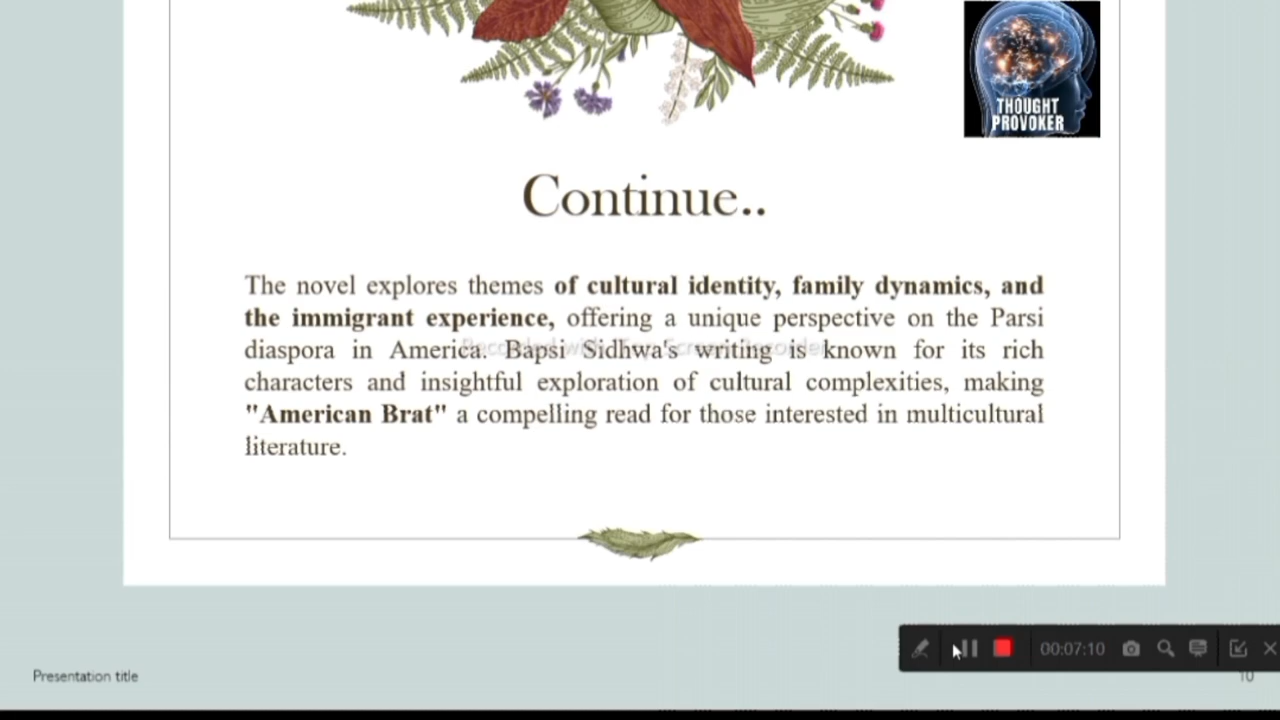 THOUGHT
PROVOKER
Continue..
The novel explores themes of cultural identity, family dynamics, and
the immigrant experience, offering a unique perspective on the Parsi
diaspora in America. Bapsi Sidhwa's writing is known for its rich
characters and insightful exploration of cultural complexities, making
"American Brat" a compelling read for those interested in multicultural
literature.
00:07:10
Presentation title
10